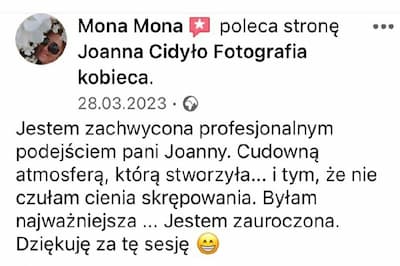 Mona Mona poleca stronę
Joanna Cidyło Fotografia
kobieca.
28.03.2023 ·
Jestem zachwycona profesjonalnym
podejściem pani Joanny. Cudowną
atmosferą, którą stworzyła... i tym, że nie
czułam cienia skrępowania. Byłam
najważniejsza ... Jestem zauroczona.
Dziękuję za tę sesję 😁